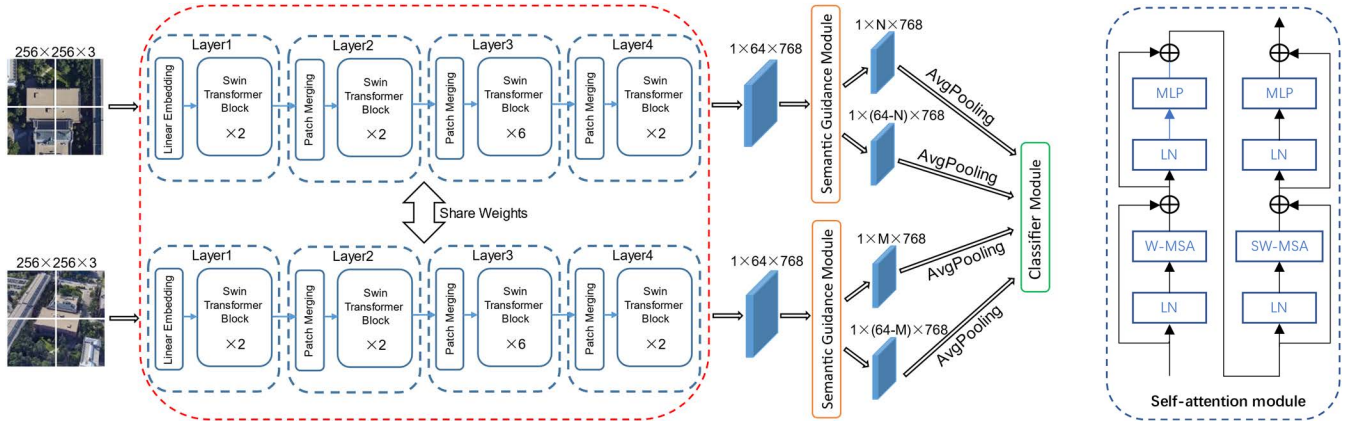 256×256×3
Layer1
Linear Embedding
Swin
Transformer
Block
×2
Layer2
Patch Merging
Swin
Transformer
Block
×2
Layer3
Patch Merging
Swin
Transformer
Block
×6
Layer4
Patch Merging
Swin
Transformer
Block
×2
1×64×768
Semantic Guidance Module
1×N×768
AvgPooling
1×(64-N)×768
AvgPooling
Share Weights
256×256×3
Layer1
Linear Embedding
Swin
Transformer
Block
×2
Layer2
Patch Merging
Swin
Transformer
Block
×2
Layer3
Patch Merging
Swin
Transformer
Block
×6
Layer4
Patch Merging
Swin
Transformer
Block
×2
1×64×768
Semantic Guidance Module
1×M×768
AvgPooling
1×(64-M)×768
AvgPooling
Classifier Module
MLP
LN
W-MSA
LN
MLP
LN
SW-MSA
LN
Self-attention module